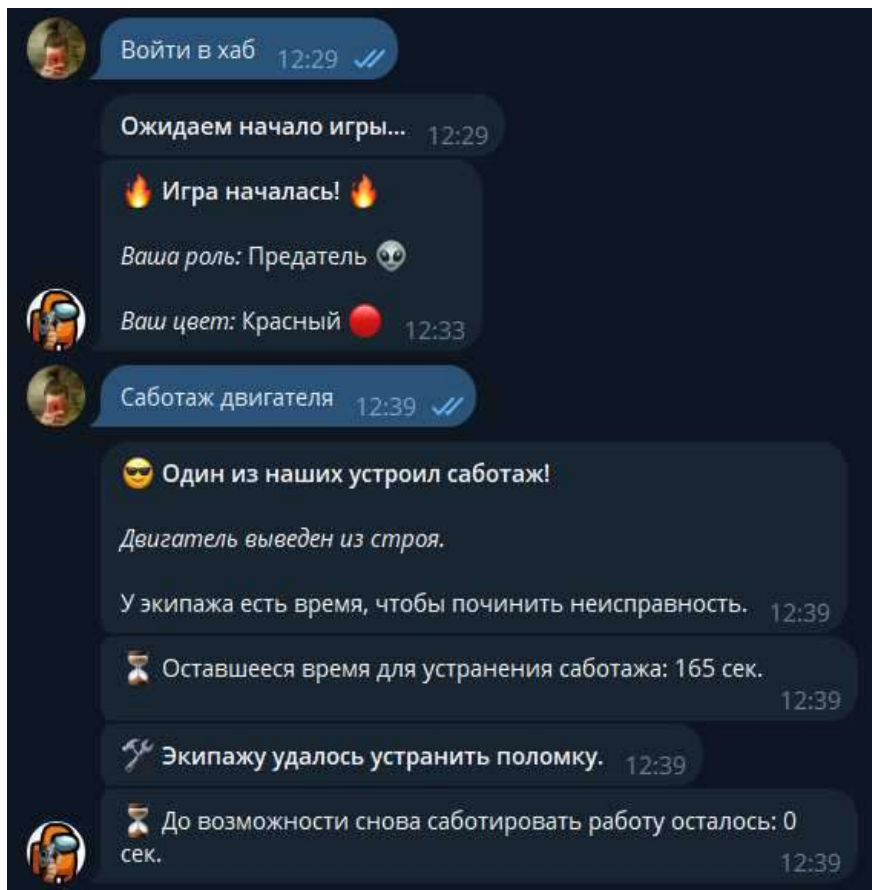 Войти в хаб 12:29
Ожидаем начало игры... 12:29
🔥 Игра началась! 🔥
Ваша роль: Предатель 👽
Ваш цвет: Красный 🔴 12:33
Саботаж двигателя 12:39
😎 Один из наших устроил саботаж!
Двигатель выведен из строя.
У экипажа есть время, чтобы починить неисправность. 12:39
⏳ Оставшееся время для устранения саботажа: 165 сек.
12:39
🛠 Экипажу удалось устранить поломку. 12:39
⏳ До возможности снова саботировать работу осталось: 0
сек. 12:39